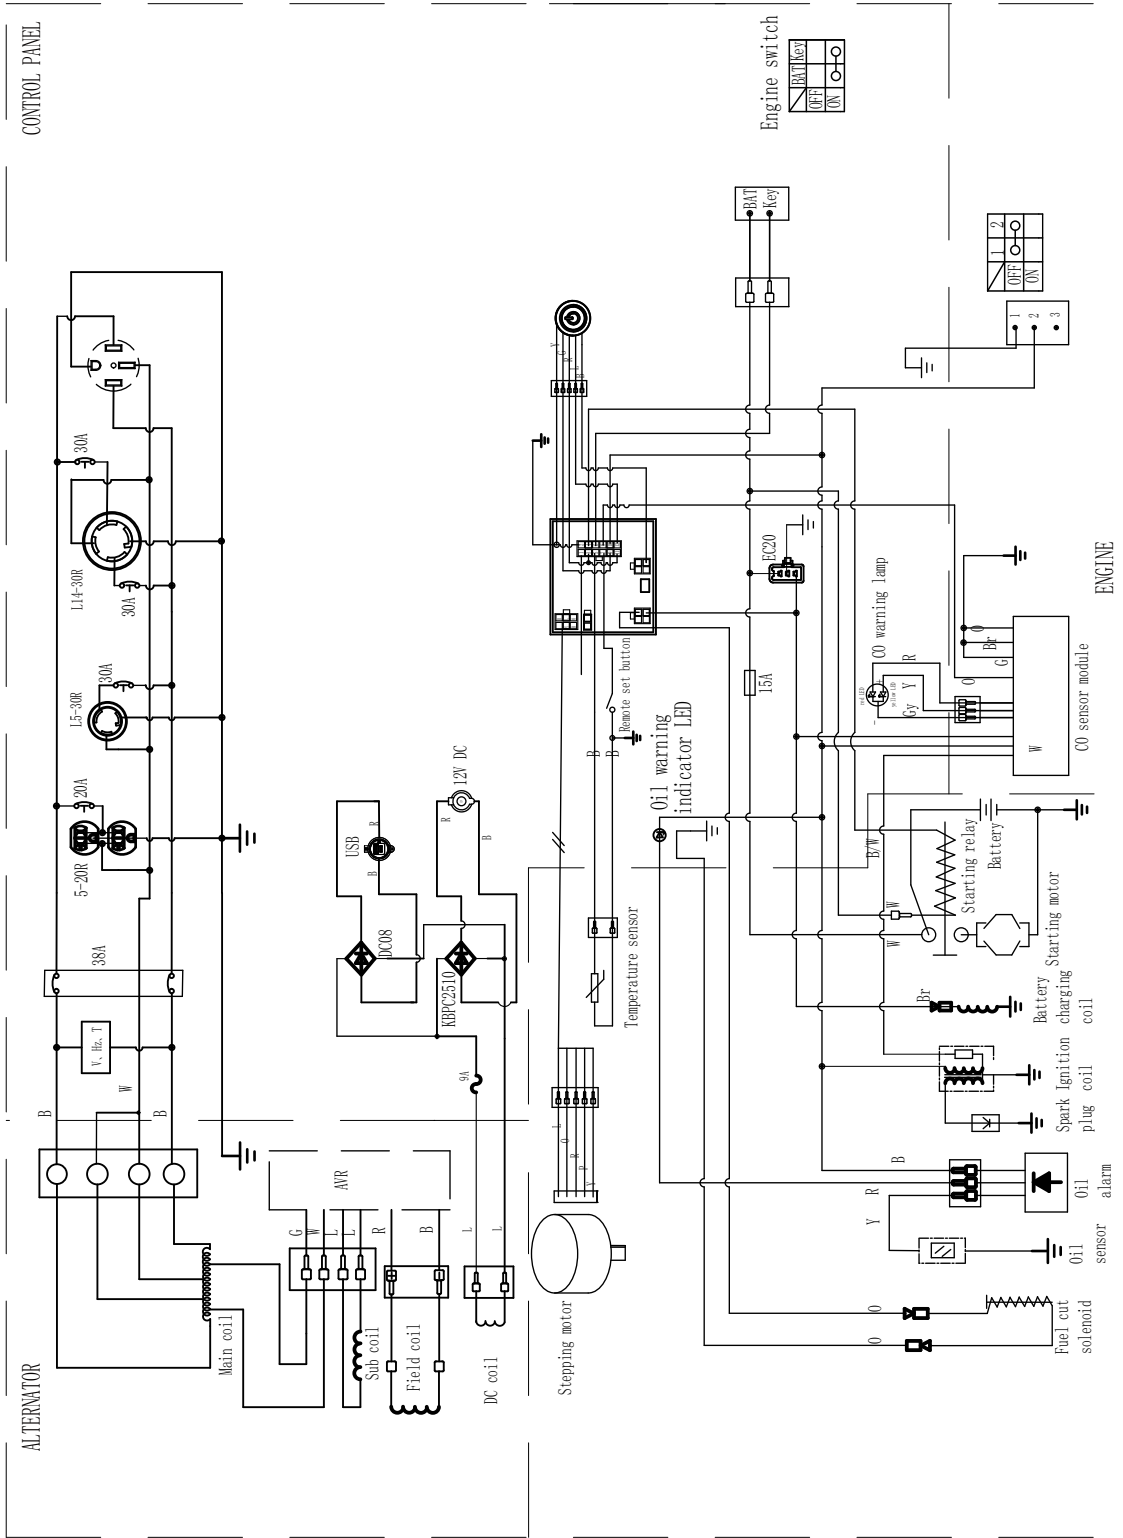 CONTROL PANEL
Engine switch
BAT Key
OFF
ON
L14-30R
30A
30A
L5-30R
30A
5-20R
20A
38A
V、Hz、T
W
B
B
USB
R
B
12V DC
R
B
DC08
KBPC2510
9A
Y
G
R
L
B
BAT
Key
1 2
OFF
ON
1
2
3
EC20
15A
Remote set button
B
B
Oil warning
indicator LED
CO warning lamp
red LED
yellow LED
+
-
R
Y
Gy
O
Br
G
O
W
CO sensor module
ENGINE
Temperature sensor
B/W
W
W
Starting relay
Battery
Starting motor
Br
Battery
charging
coil
Ignition
coil
Spark
plug
B
R
Y
Oil
alarm
Oil
sensor
O
O
Fuel cut
solenoid
ALTERNATOR
Main coil
AVR
G
W
L
L
R
B
Sub coil
Field coil
L
L
DC coil
L
O
R
P
Y
Stepping motor